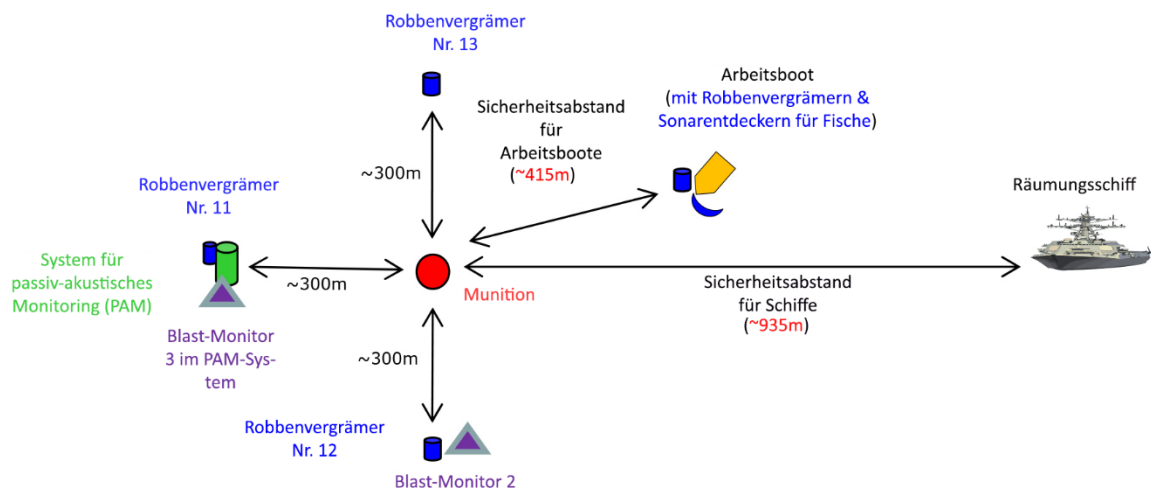 Robbenvergrämer
Nr. 13
Arbeitsboot
(mit Robbenvergrämern &
Sonarentdeckern für Fische)
Sicherheitsabstand
für
Arbeitsboote
(~415m)
~300m
Robbenvergrämer
Nr. 11
Räumungsschiff
System für
passiv-akustisches
Monitoring (PAM)
~300m
Munition
Sicherheitsabstand
für Schiffe
(~935m)
Blast-Monitor
3 im PAM-Sys-
tem
~300m
Robbenvergrämer
Nr. 12
Blast-Monitor 2